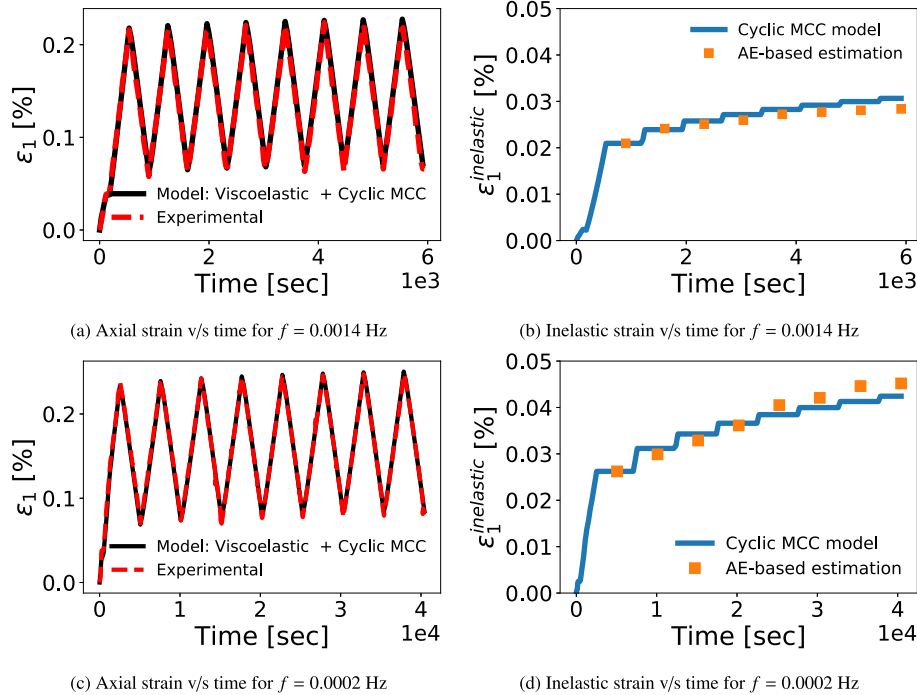 ε₁ [%]
0.2
0.1
0.0
Model: Viscoelastic + Cyclic MCC
Experimental
0 2 4 6
1e3
Time [sec]
(a) Axial strain v/s time for f = 0.0014 Hz
ε₁^inelastic [%]
0.05
0.04
0.03
0.02
0.01
0.00
Cyclic MCC model
AE-based estimation
0 2 4 6
1e3
Time [sec]
(b) Inelastic strain v/s time for f = 0.0014 Hz
ε₁ [%]
0.2
0.1
0.0
Model: Viscoelastic + Cyclic MCC
Experimental
0 1 2 3 4
1e4
Time [sec]
(c) Axial strain v/s time for f = 0.0002 Hz
ε₁^inelastic [%]
0.05
0.04
0.03
0.02
0.01
0.00
Cyclic MCC model
AE-based estimation
0 1 2 3 4
1e4
Time [sec]
(d) Inelastic strain v/s time for f = 0.0002 Hz